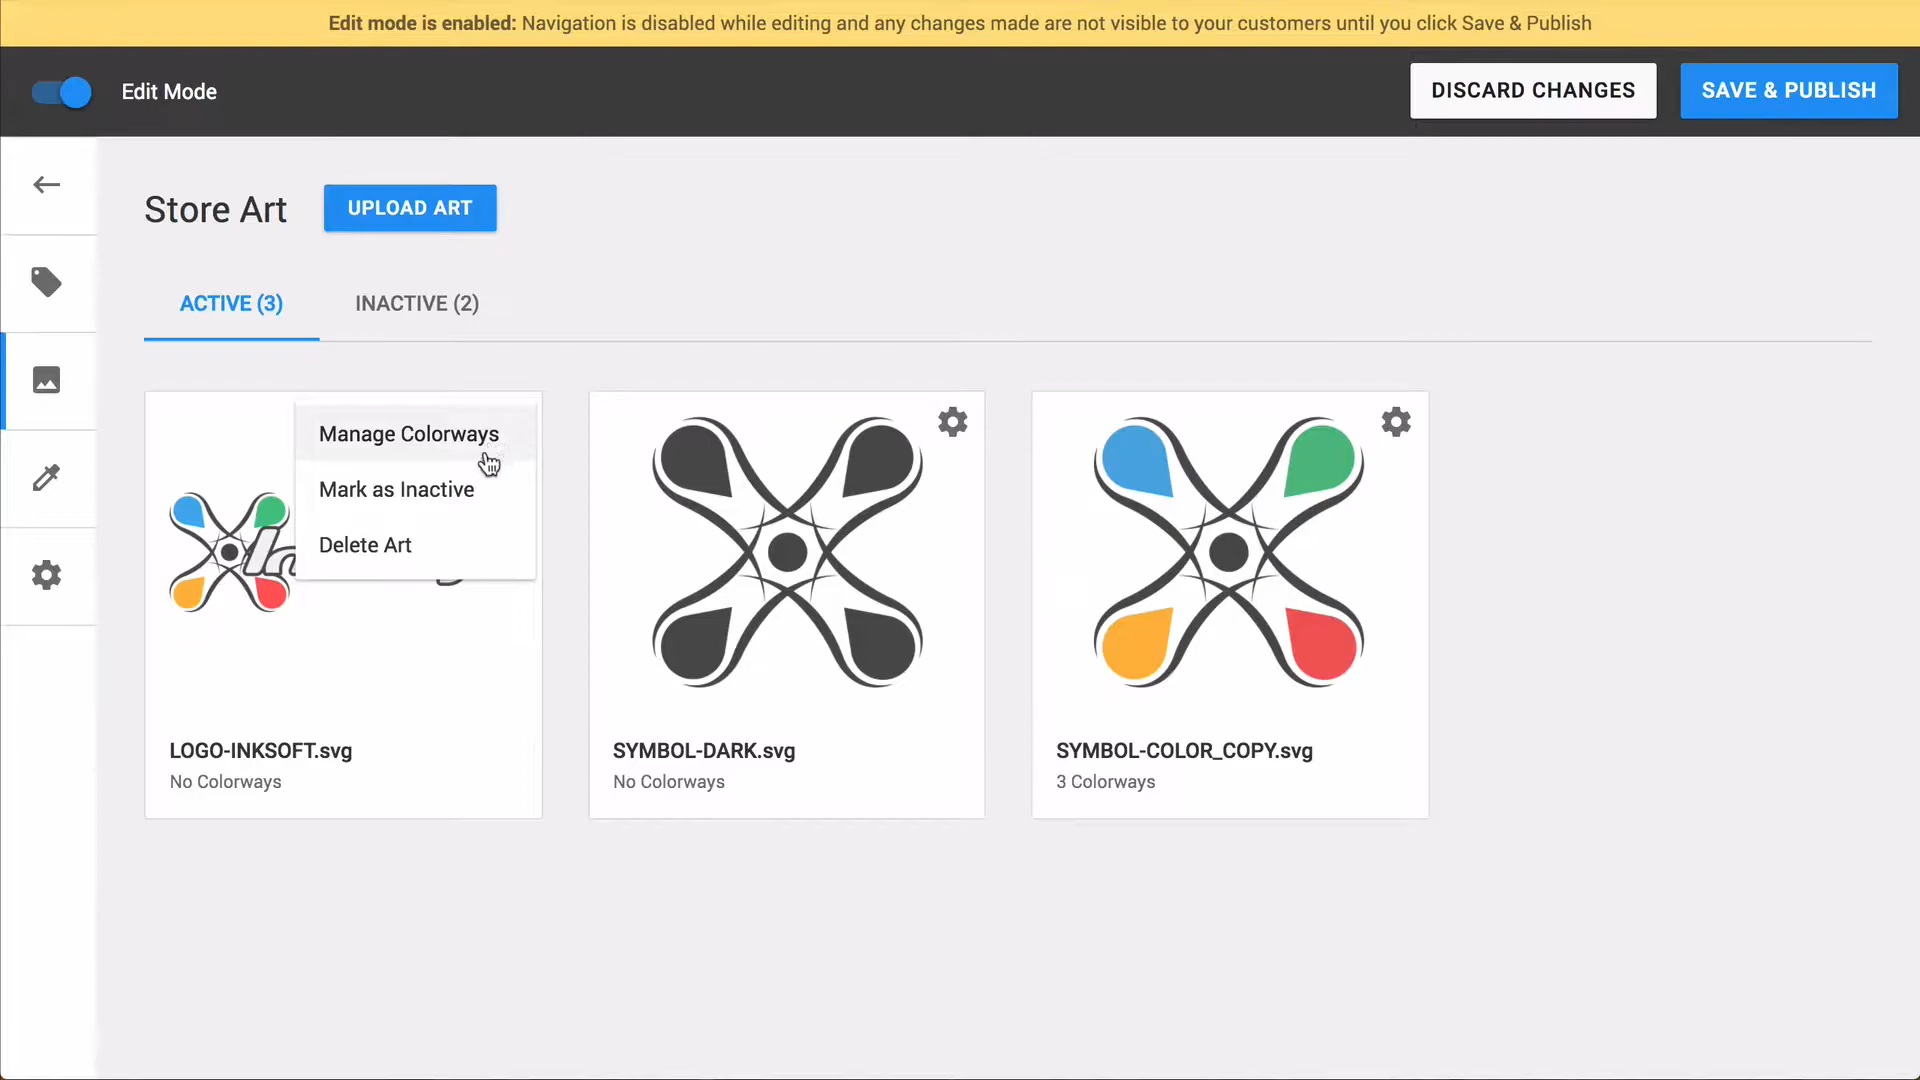 Edit mode is enabled: Navigation is disabled while editing and any changes made are not visible to your customers until you click Save & Publish
Edit Mode
DISCARD CHANGES
SAVE & PUBLISH
Store Art
UPLOAD ART
ACTIVE (3)
INACTIVE (2)
Manage Colorways
Mark as Inactive
Delete Art
LOGO-INKSOFT.svg
No Colorways
SYMBOL-DARK.svg
No Colorways
SYMBOL-COLOR_COPY.svg
3 Colorways